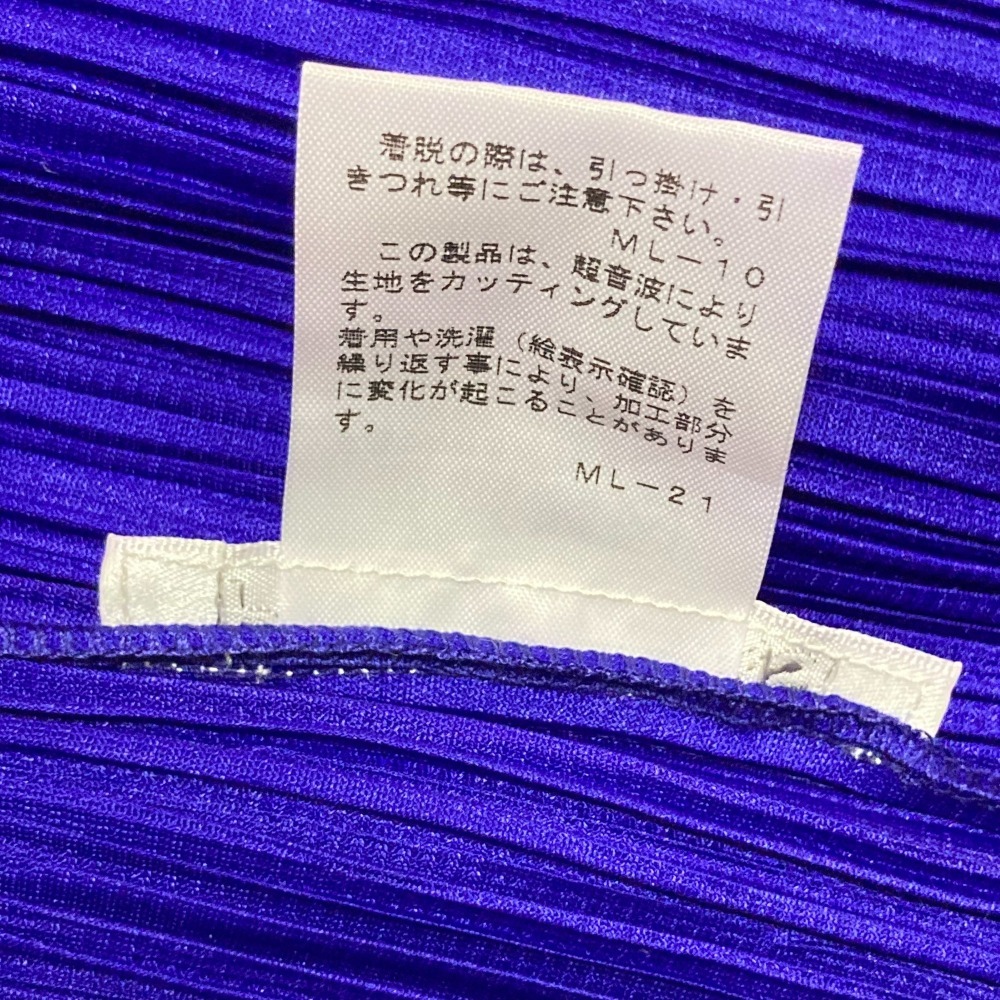 着脱の際は、引っ掛け・引
きつれ等にご注意下さい。
ＭＬ－１０
この製品は、超音波により
生地をカッティングしていま
す。
着用や洗濯（絵表示確認）を
繰り返す事により、加工部分
に変化が起こることがありま
す。
ＭＬ－２１